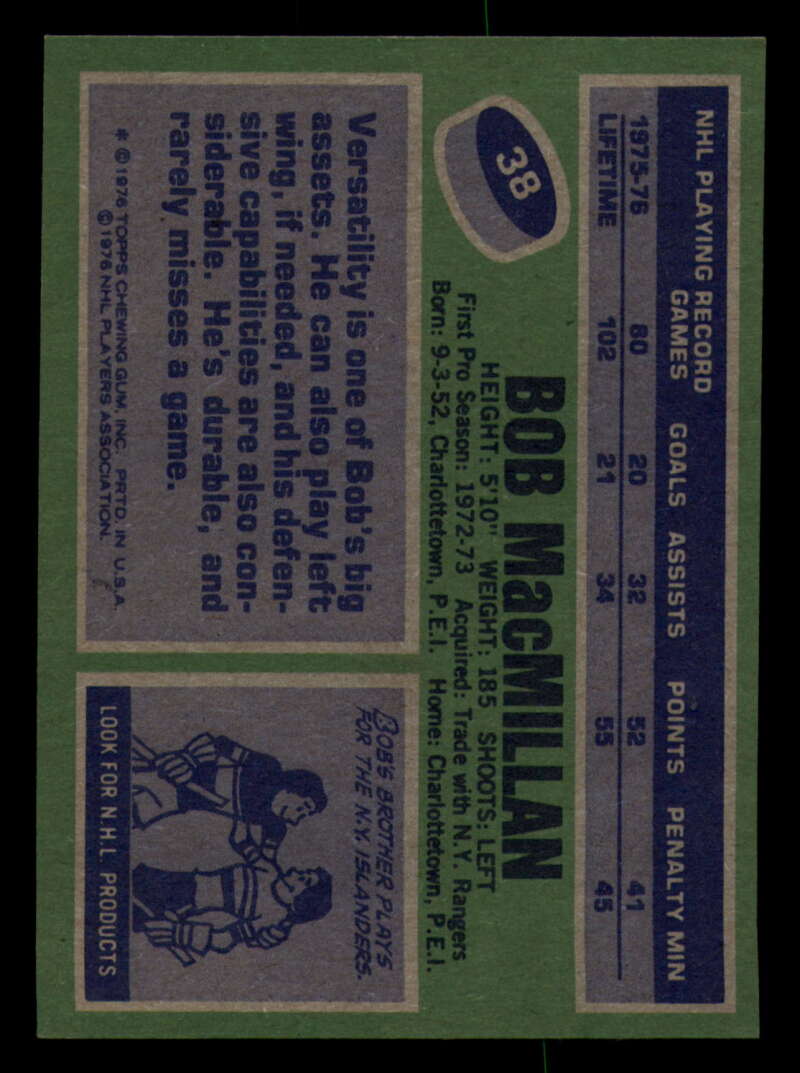 NHL PLAYING RECORD
GAMES GOALS ASSISTS POINTS PENALTY MIN
1975-76 80 20 32 52 41
LIFETIME 102 21 34 55 45
38
BOB MacMILLAN
HEIGHT: 5'10" WEIGHT: 185 SHOOTS: LEFT
First Pro Season: 1972-73 Acquired: Trade with N.Y. Rangers
Born: 9-3-52, Charlottetown, P.E.I. Home: Charlottetown, P.E.I.
Versatility is one of Bob's big
assets. He can also play left
wing, if needed, and his defen-
sive capabilities are also con-
siderable. He's durable, and
rarely misses a game.
* © 1976 TOPPS CHEWING GUM, INC. PRTD. IN U.S.A.
© 1976 NHL PLAYERS ASSOCIATION.
BOB'S BROTHER PLAYS
FOR THE N.Y. ISLANDERS.
LOOK FOR N.H.L. PRODUCTS